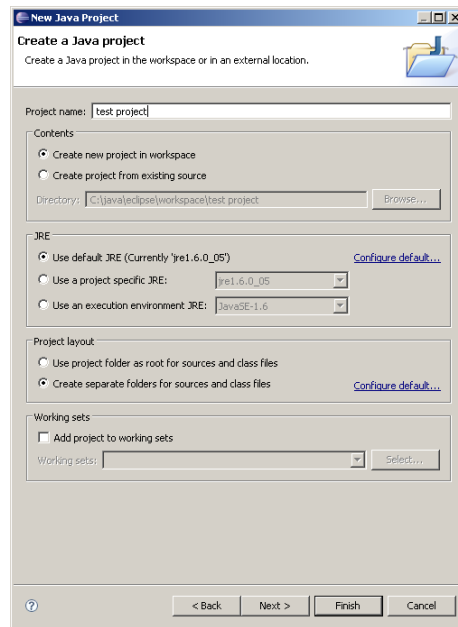 New Java Project
Create a Java project
Create a Java project in the workspace or in an external location.
Project name: test project
Contents
Create new project in workspace
Create project from existing source
Directory: C:\java\eclipse\workspace\test project Browse...
JRE
Use default JRE (Currently 'jre1.6.0_05') Configure default...
Use a project specific JRE: jre1.6.0_05
Use an execution environment JRE: JavaSE-1.6
Project layout
Use project folder as root for sources and class files
Create separate folders for sources and class files Configure default...
Working sets
Add project to working sets
Working sets: Select...
? < Back Next > Finish Cancel